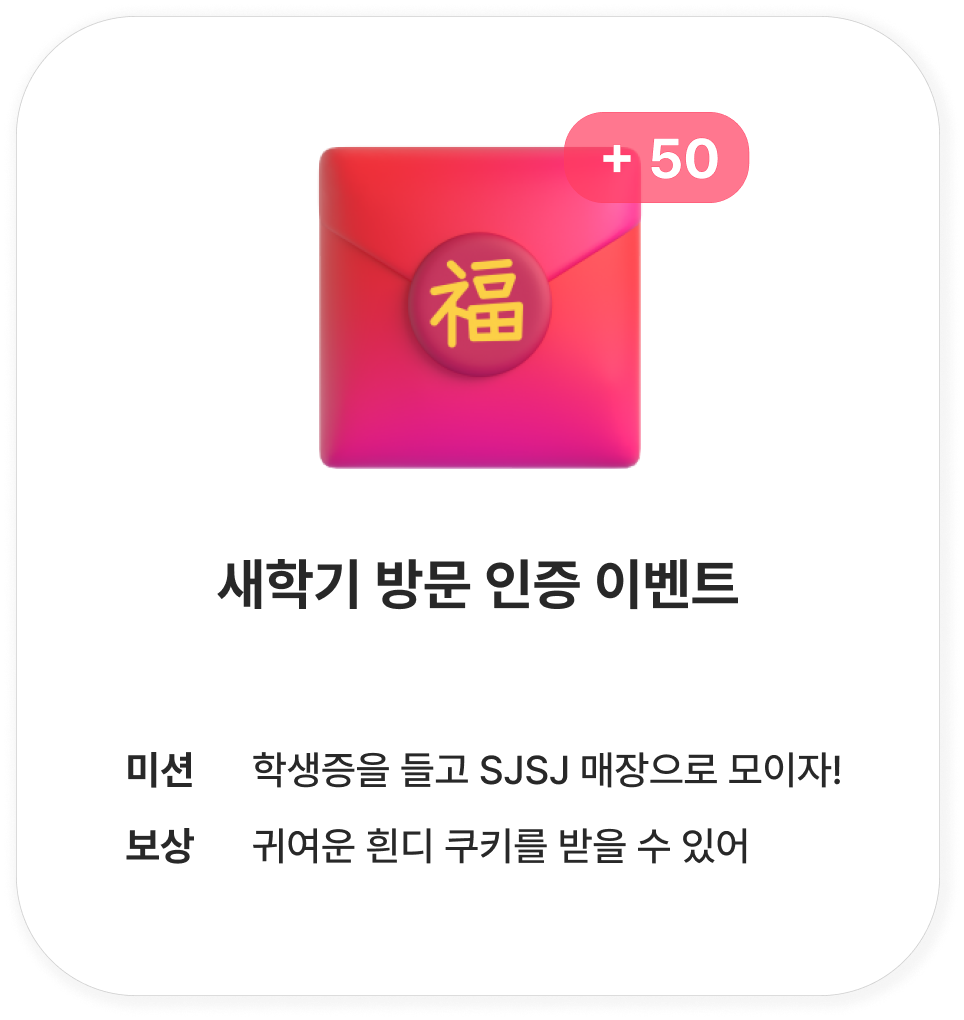 + 50
福
새학기 방문 인증 이벤트
미션 학생증을 들고 SJSJ 매장으로 모이자!
보상 귀여운 흰디 쿠키를 받을 수 있어